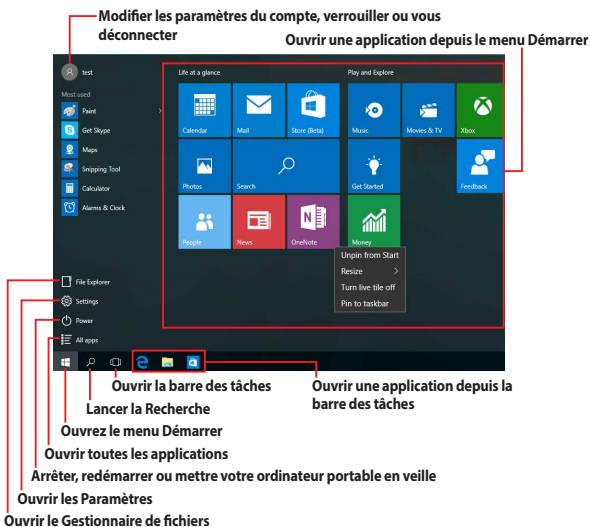 Modifier les paramètres du compte, verrouiller ou vous
déconnecter
Ouvrir une application depuis le menu Démarrer
test
Most used
Paint
Get Skype
Maps
Snipping Tool
Calculator
Alarms & Clock
File Explorer
Settings
Power
All apps
Life at a glance
Calendar
Mail
Store (Beta)
Photos
Search
People
News
OneNote
Play and Explore
Music
Movies & TV
Xbox
Get Started
Feedback
Money
Unpin from Start
Resize
Turn live tile off
Pin to taskbar
Ouvrir la barre des tâches
Ouvrir une application depuis la
barre des tâches
Lancer la Recherche
Ouvrez le menu Démarrer
Ouvrir toutes les applications
Arrêter, redémarrer ou mettre votre ordinateur portable en veille
Ouvrir les Paramètres
Ouvrir le Gestionnaire de fichiers